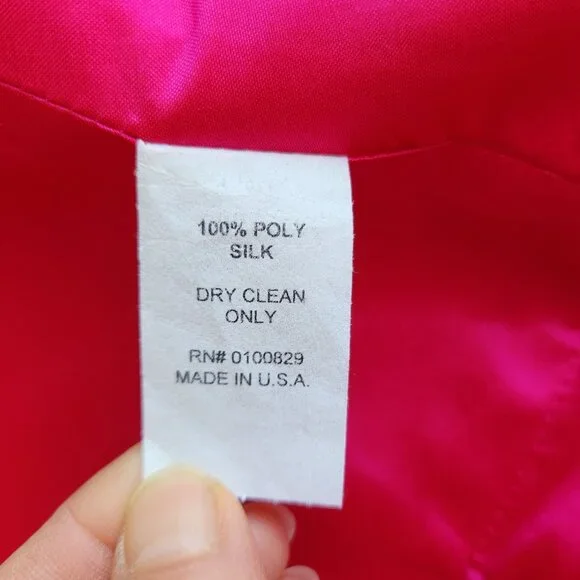 100% POLY
SILK
DRY CLEAN
ONLY
RN# 0100829
MADE IN U.S.A.